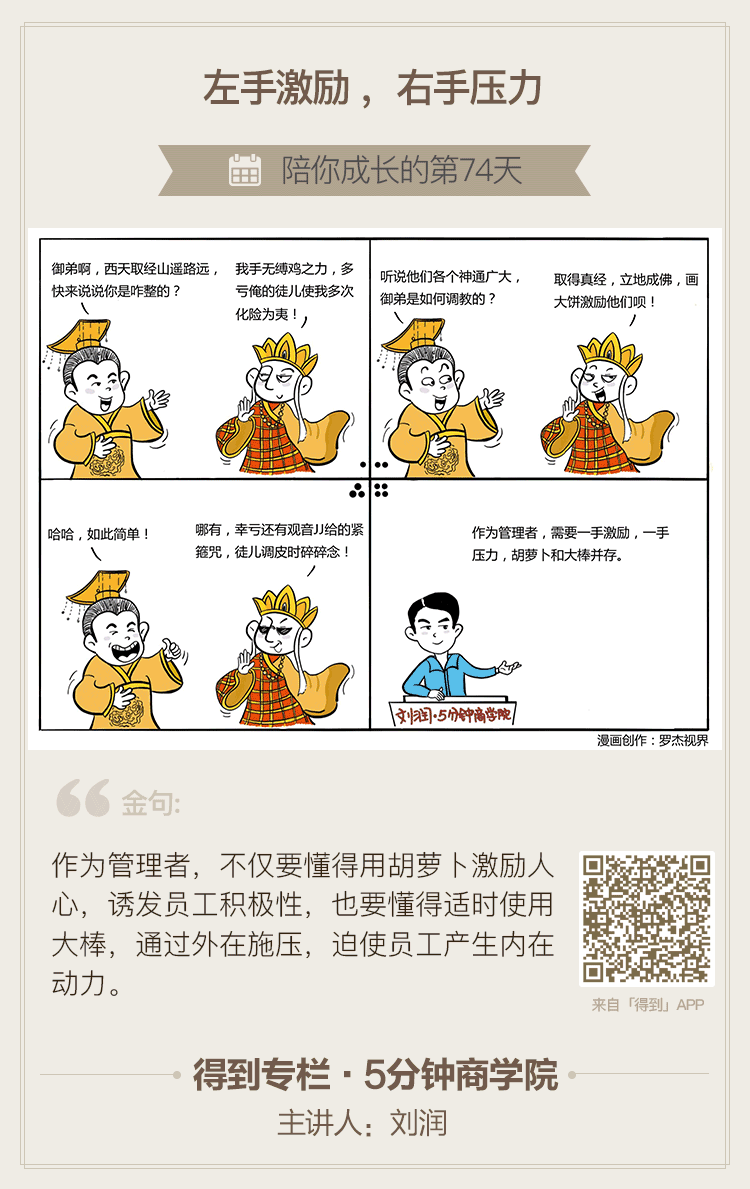 左手激励，右手压力
陪你成长的第74天
御弟啊，西天取经山遥路远，
快来说说你是咋整的？
我手无缚鸡之力，多
亏俺的徒儿使我多次
化险为夷！
听说他们各个神通广大，
御弟是如何调教的？
取得真经，立地成佛，画
大饼激励他们呗！
哈哈，如此简单！
哪有，幸亏还有观音JJ给的紧
箍咒，徒儿调皮时碎碎念！
作为管理者，需要一手激励，一手
压力，胡萝卜和大棒并存。
刘润·5分钟商学院
漫画创作：罗杰视界
金句:
作为管理者，不仅要懂得用胡萝卜激励人
心，诱发员工积极性，也要懂得适时使用
大棒，通过外在施压，迫使员工产生内在
动力。
来自「得到」APP
得到专栏·5分钟商学院
主讲人：刘润